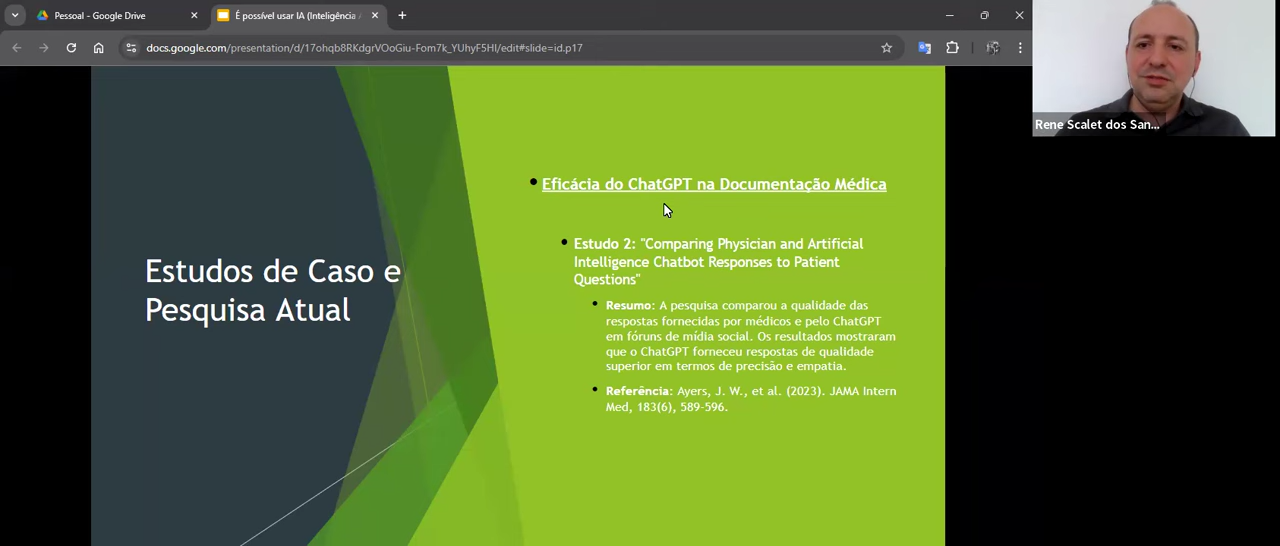 Pessoal - Google Drive
É possível usar IA (Inteligência
docs.google.com/presentation/d/17ohqb8RKdgrVOoGiu-Fom7k_YUhyF5HI/edit#slide=id.p17
Rene Scalet dos San...
Estudos de Caso e
Pesquisa Atual
Eficácia do ChatGPT na Documentação Médica
Estudo 2: "Comparing Physician and Artificial
Intelligence Chatbot Responses to Patient
Questions"
Resumo: A pesquisa comparou a qualidade das
respostas fornecidas por médicos e pelo ChatGPT
em fóruns de mídia social. Os resultados mostraram
que o ChatGPT forneceu respostas de qualidade
superior em termos de precisão e empatia.
Referência: Ayers, J. W., et al. (2023). JAMA Intern
Med, 183(6), 589-596.